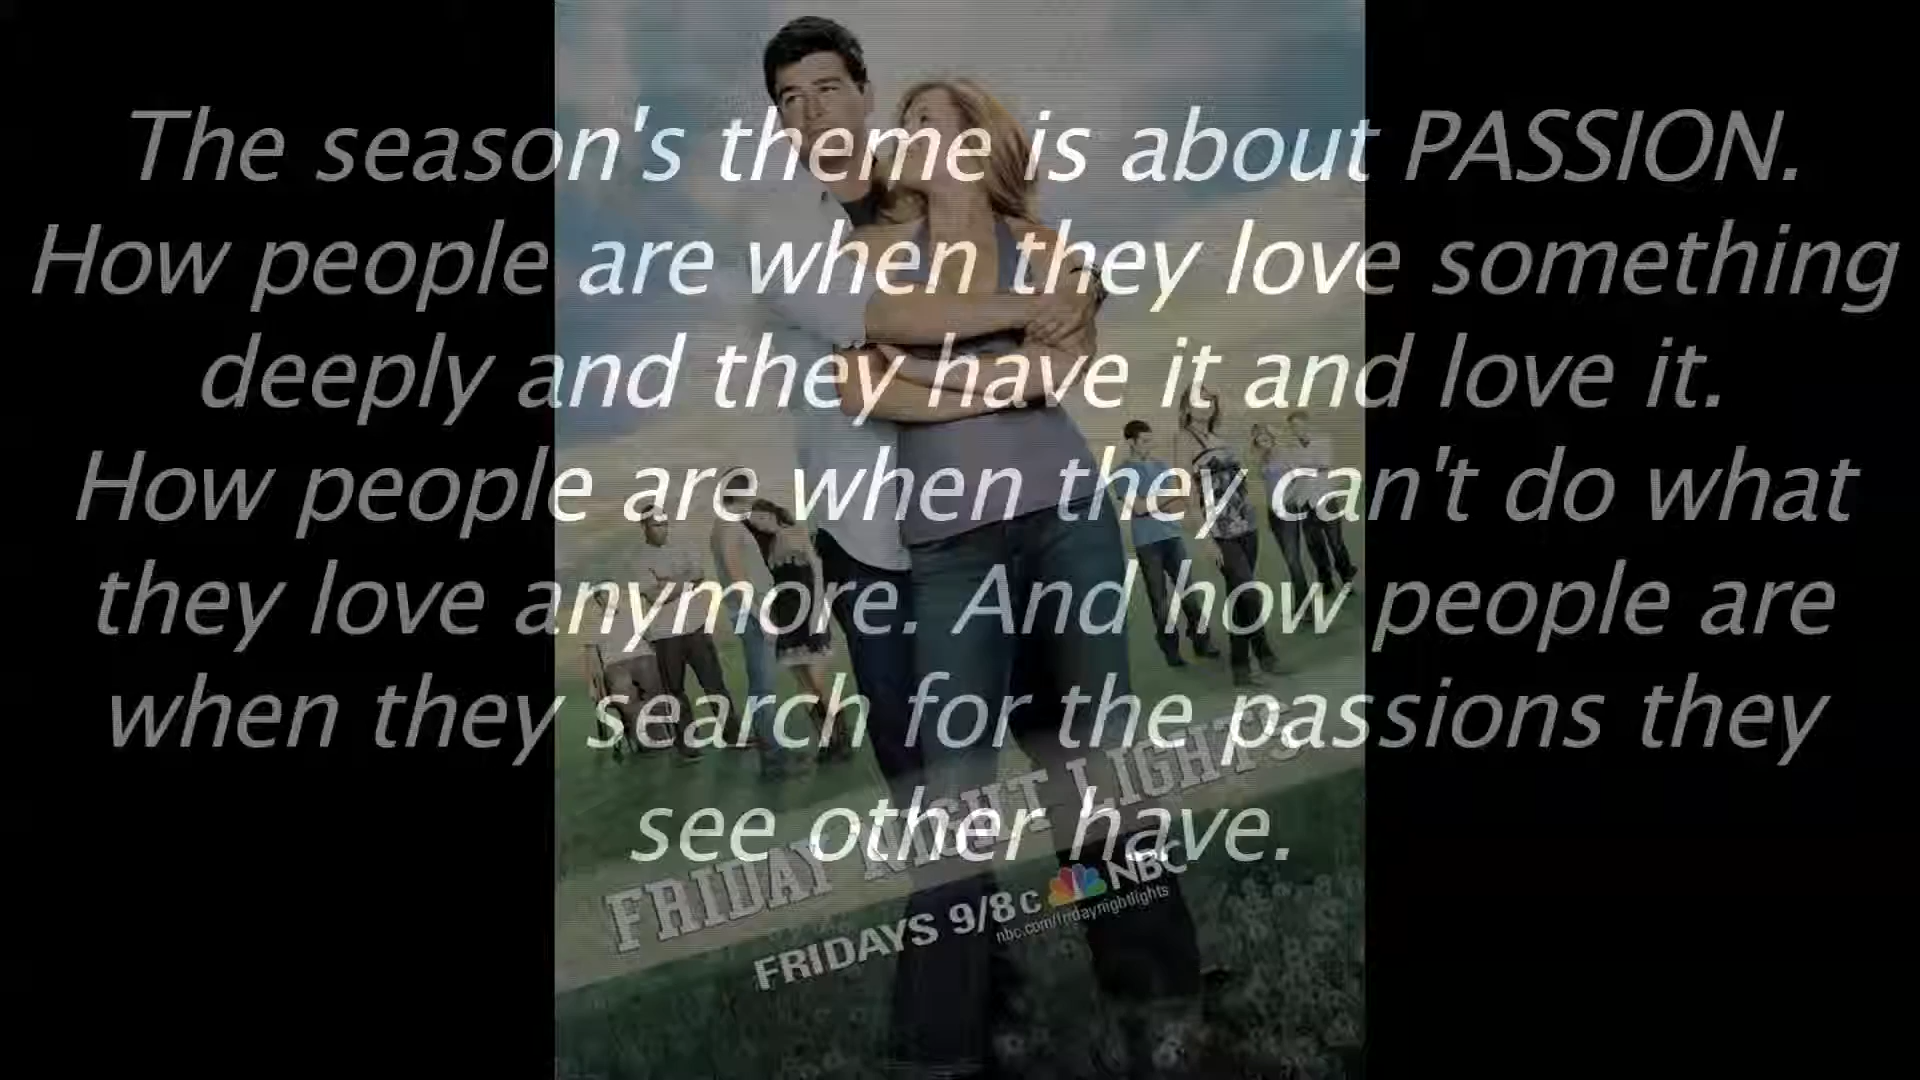 The season's theme is about PASSION.
How people are when they love something
deeply and they have it and love it.
How people are when they can't do what
they love anymore. And how people are
when they search for the passions they
see other have.
FRIDAY NIGHT LIGHTS
FRIDAYS 9/8c NBC
nbc.com/fridaynightlights